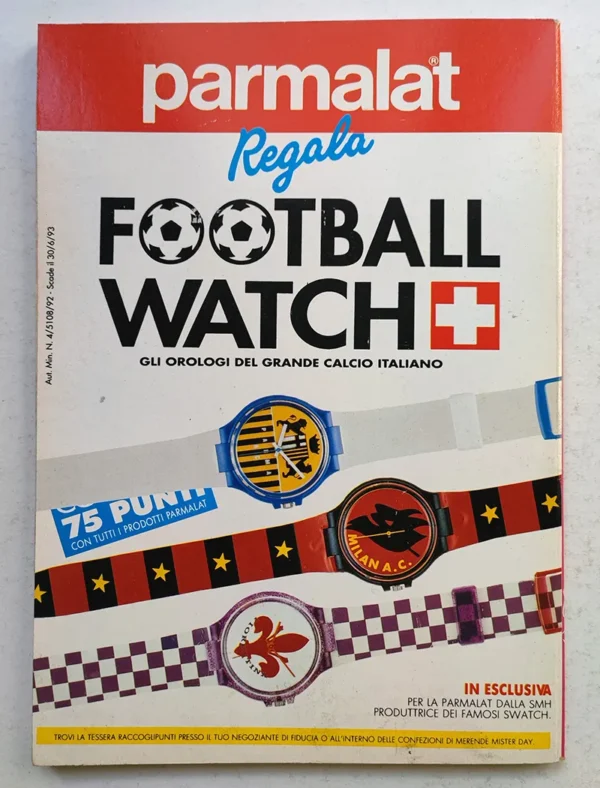 parmalat®
Regala
FOOTBALL
WATCH
GLI OROLOGI DEL GRANDE CALCIO ITALIANO
Aut. Min. N. 4/5108/92 - Scade il 30/6/93
75 PUNTI
CON TUTTI I PRODOTTI PARMALAT
MILAN A.C.
FIORENTINA
IN ESCLUSIVA
PER LA PARMALAT DALLA SMH
PRODUTTRICE DEI FAMOSI SWATCH.
TROVI LA TESSERA RACCOGLIPUNTI PRESSO IL TUO NEGOZIANTE DI FIDUCIA O ALL'INTERNO DELLE CONFEZIONI DI MERENDE MISTER DAY.